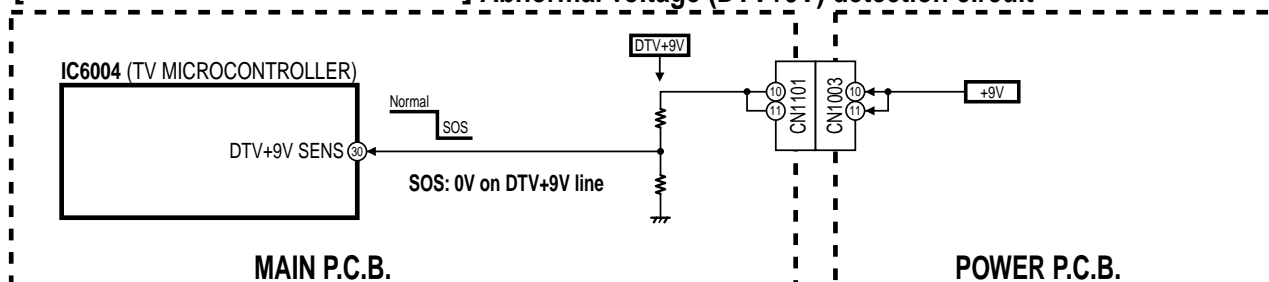 ] Abnormal voltage (DTV+9V) detection circuit
DTV+9V
IC6004 (TV MICROCONTROLLER)
Normal
SOS
DTV+9V SENS 30
SOS: 0V on DTV+9V line
10
11
CN1101
CN1003
10
11
+9V
MAIN P.C.B.
POWER P.C.B.